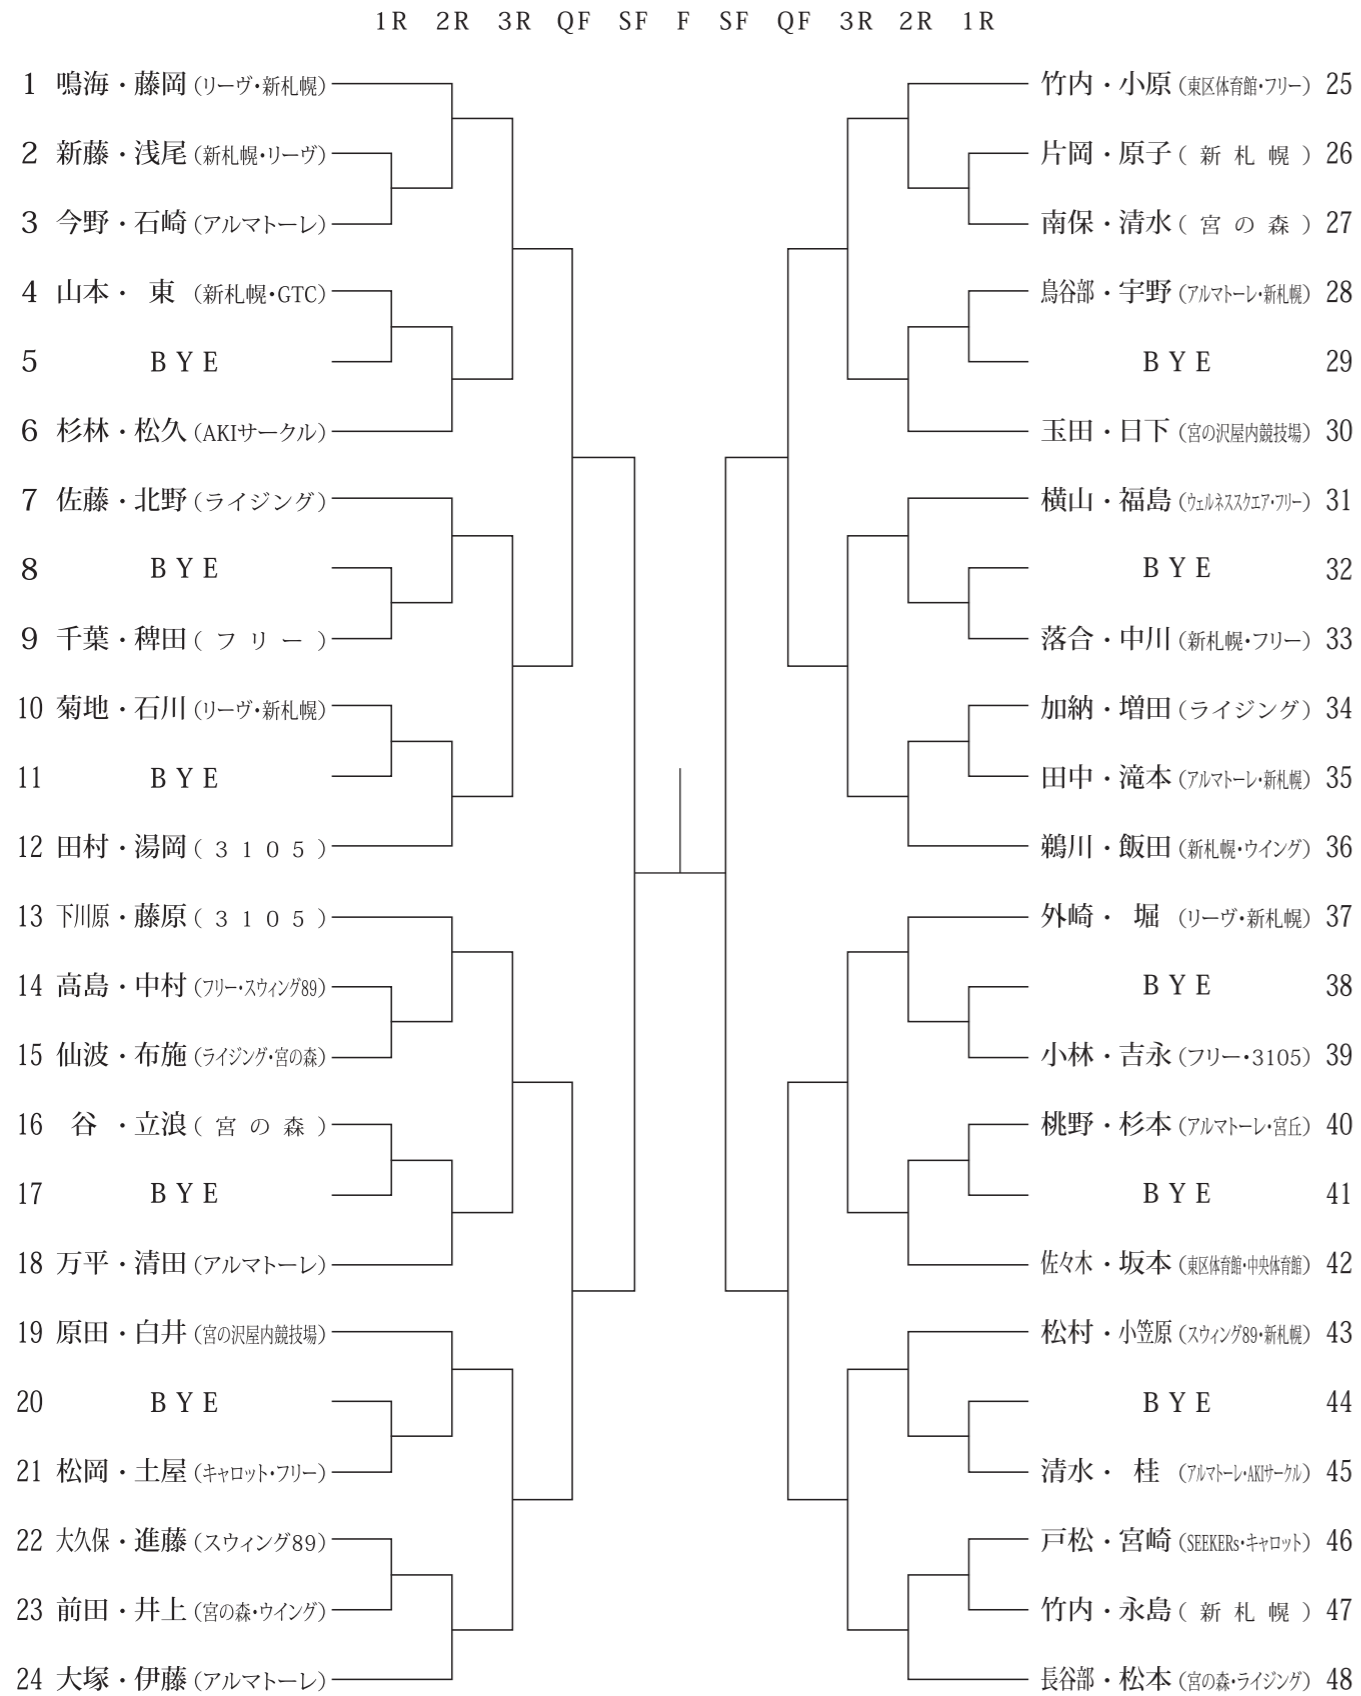 1R 2R 3R QF SF F SF QF 3R 2R 1R
1 鳴海・藤岡（リーヴ・新札幌）
2 新藤・浅尾（新札幌・リーヴ）
3 今野・石崎（アルマトーレ）
4 山本・ 東 （新札幌・GTC）
5 BYE
6 杉林・松久（AKIサークル）
7 佐藤・北野（ライジング）
8 BYE
9 千葉・稗田（フリー）
10 菊地・石川（リーヴ・新札幌）
11 BYE
12 田村・湯岡（3105）
13 下川原・藤原（3105）
14 高島・中村（フリー・スウィング89）
15 仙波・布施（ライジング・宮の森）
16 谷 ・立浪（宮の森）
17 BYE
18 万平・清田（アルマトーレ）
19 原田・白井（宮の沢屋内競技場）
20 BYE
21 松岡・土屋（キャロット・フリー）
22 大久保・進藤（スウィング89）
23 前田・井上（宮の森・ウイング）
24 大塚・伊藤（アルマトーレ）
竹内・小原（東区体育館・フリー） 25
片岡・原子（新札幌） 26
南保・清水（宮の森） 27
鳥谷部・宇野（アルマトーレ・新札幌） 28
BYE 29
玉田・日下（宮の沢屋内競技場） 30
横山・福島（ウェルネススクエア・フリー） 31
BYE 32
落合・中川（新札幌・フリー） 33
加納・増田（ライジング） 34
田中・滝本（アルマトーレ・新札幌） 35
鵜川・飯田（新札幌・ウイング） 36
外崎・ 堀 （リーヴ・新札幌） 37
BYE 38
小林・吉永（フリー・3105） 39
桃野・杉本（アルマトーレ・宮丘） 40
BYE 41
佐々木・坂本（東区体育館・中央体育館） 42
松村・小笠原（スウィング89・新札幌） 43
BYE 44
清水・ 桂 （アルマトーレ・AKIサークル） 45
戸松・宮崎（SEEKERs・キャロット） 46
竹内・永島（新札幌） 47
長谷部・松本（宮の森・ライジング） 48